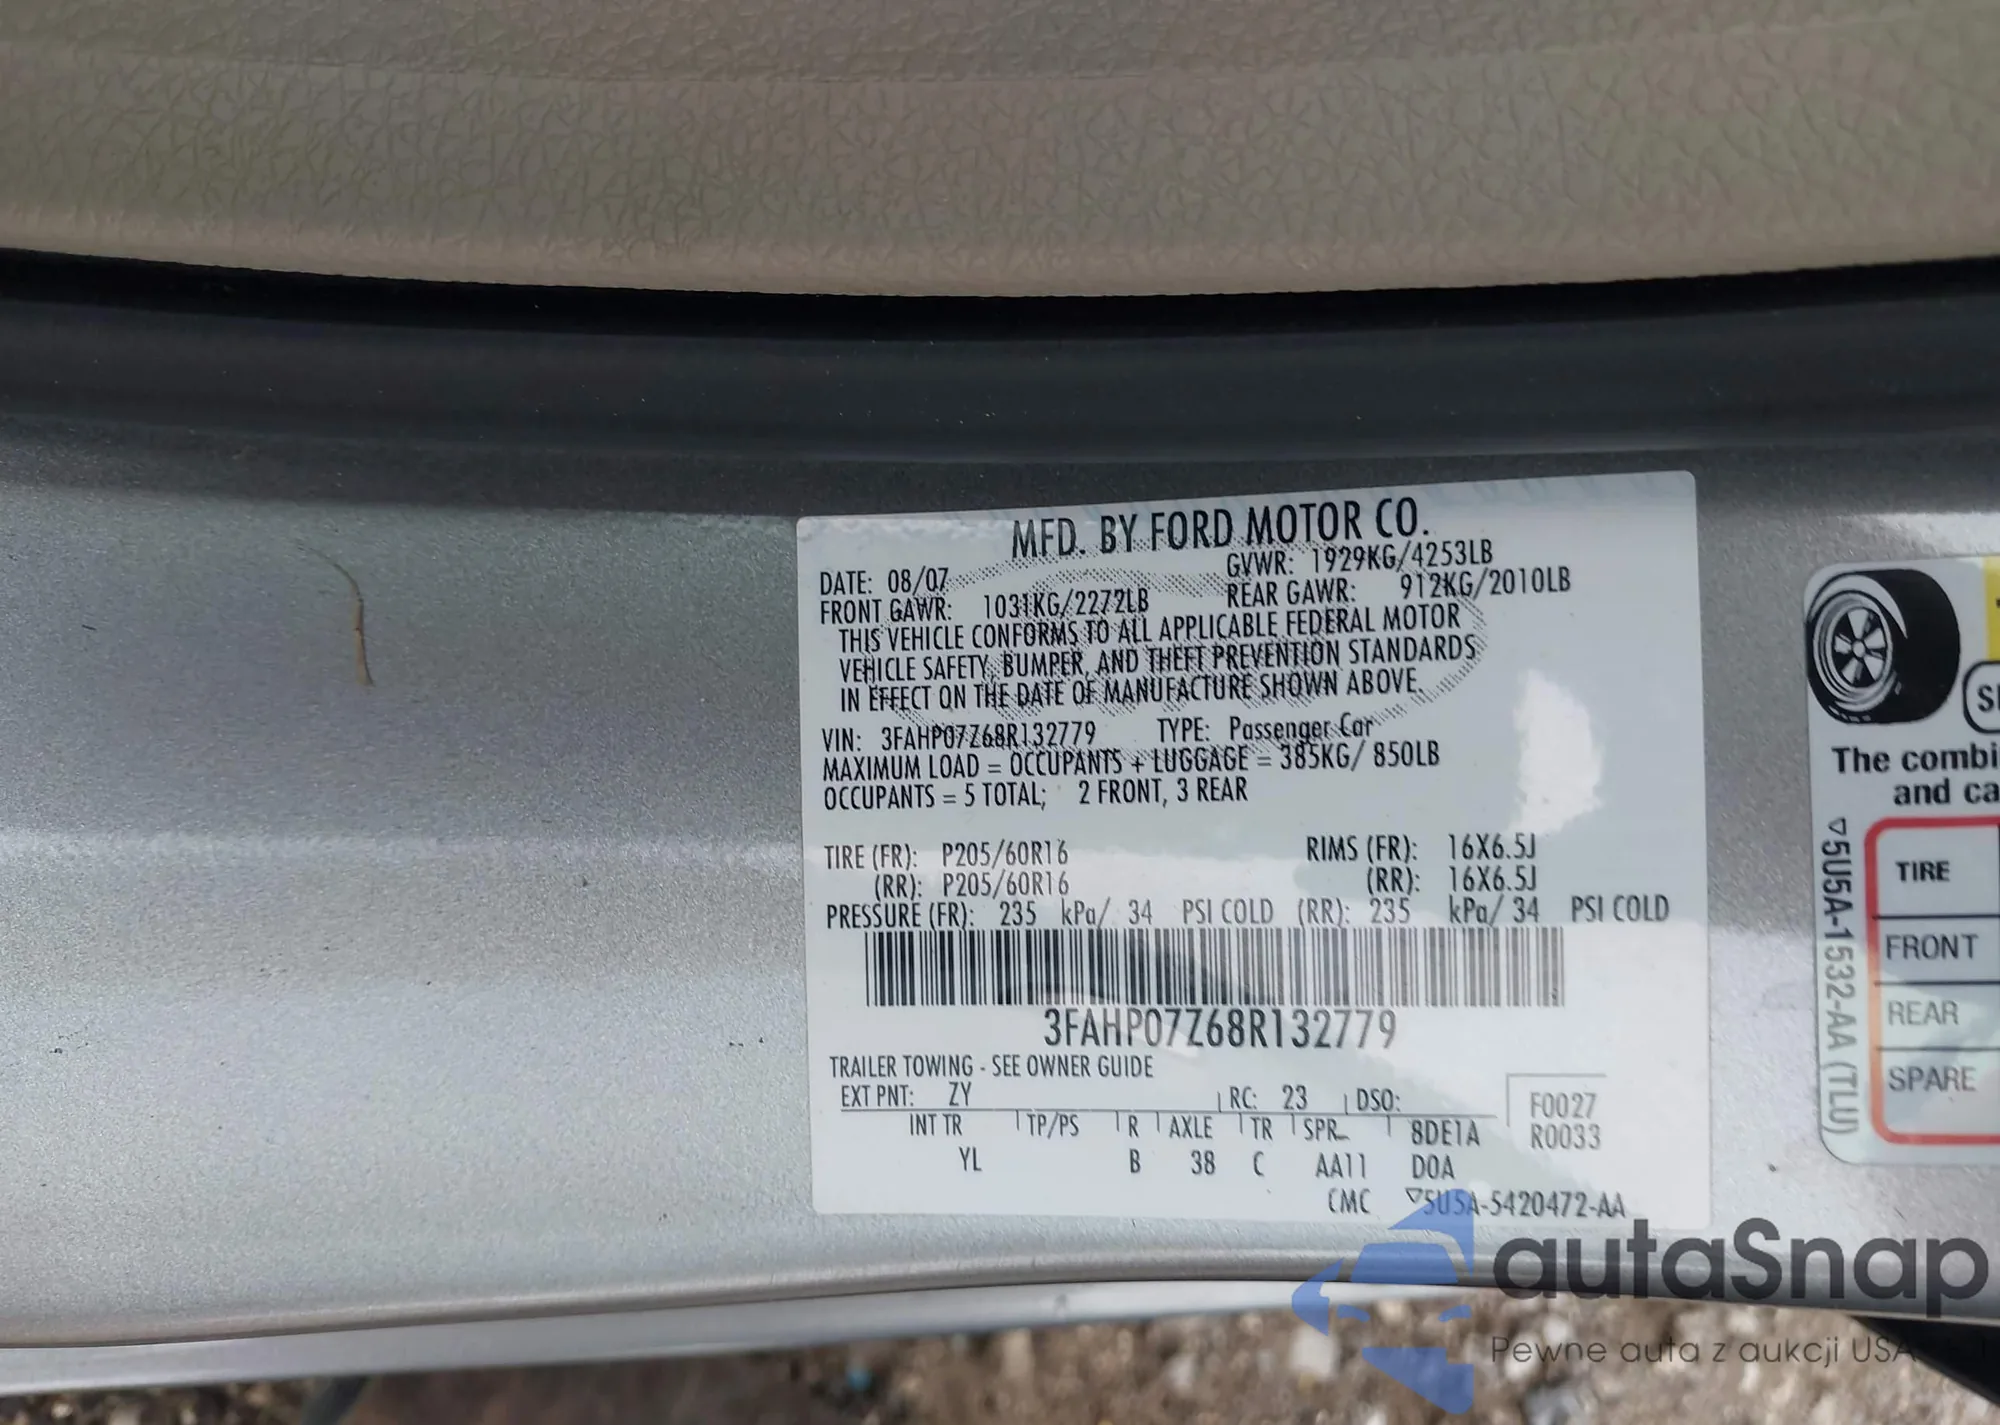 MFD. BY FORD MOTOR CO.
DATE: 08/07 GVWR: 1929KG/4253LB
FRONT GAWR: 1031KG/2272LB REAR GAWR: 912KG/2010LB
THIS VEHICLE CONFORMS TO ALL APPLICABLE FEDERAL MOTOR
VEHICLE SAFETY, BUMPER, AND THEFT PREVENTION STANDARDS
IN EFFECT ON THE DATE OF MANUFACTURE SHOWN ABOVE.
VIN: 3FAHP07Z68R132779 TYPE: Passenger Car
MAXIMUM LOAD = OCCUPANTS + LUGGAGE = 385KG/ 850LB
OCCUPANTS = 5 TOTAL; 2 FRONT, 3 REAR
TIRE (FR): P205/60R16 RIMS (FR): 16X6.5J
(RR): P205/60R16 (RR): 16X6.5J
PRESSURE (FR): 235 kPa/ 34 PSI COLD (RR): 235 kPa/ 34 PSI COLD
3FAHP07Z68R132779
TRAILER TOWING - SEE OWNER GUIDE
EXT PNT: ZY RC: 23 DSO: F0027
INT TR TP/PS R AXLE TR SPR 8DE1A R0033
YL B 38 C AA11 D0A
CMC ▽5U5A-5420472-AA
The combi
and ca
▽5U5A-1532-AA (TLU)
TIRE
FRONT
REAR
SPARE
autaSnap
Pewne auta z aukcji USA